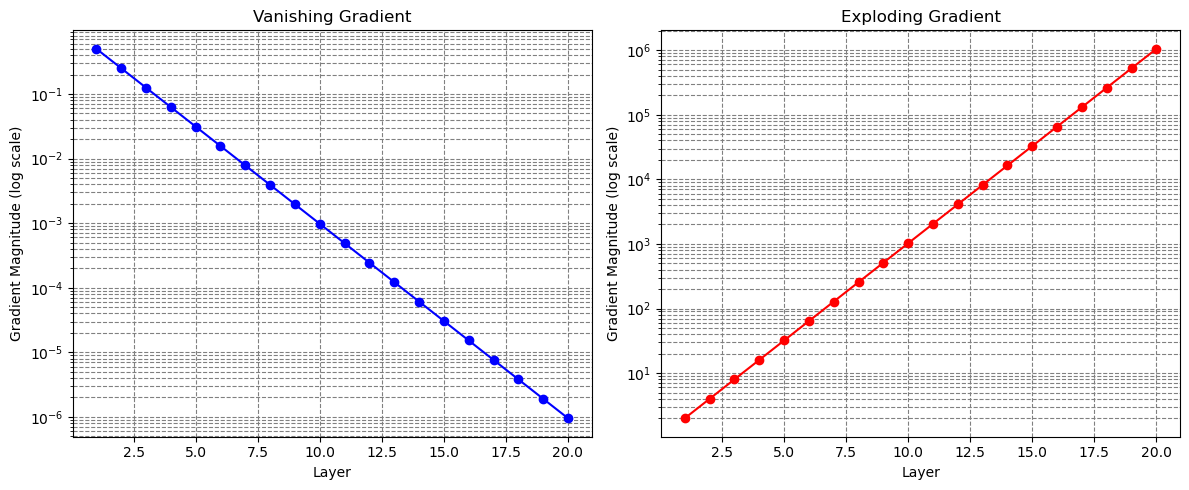 Vanishing Gradient
Gradient Magnitude (log scale)
10⁻¹
10⁻²
10⁻³
10⁻⁴
10⁻⁵
10⁻⁶
2.5 5.0 7.5 10.0 12.5 15.0 17.5 20.0
Layer
Exploding Gradient
Gradient Magnitude (log scale)
10⁶
10⁵
10⁴
10³
10²
10¹
2.5 5.0 7.5 10.0 12.5 15.0 17.5 20.0
Layer